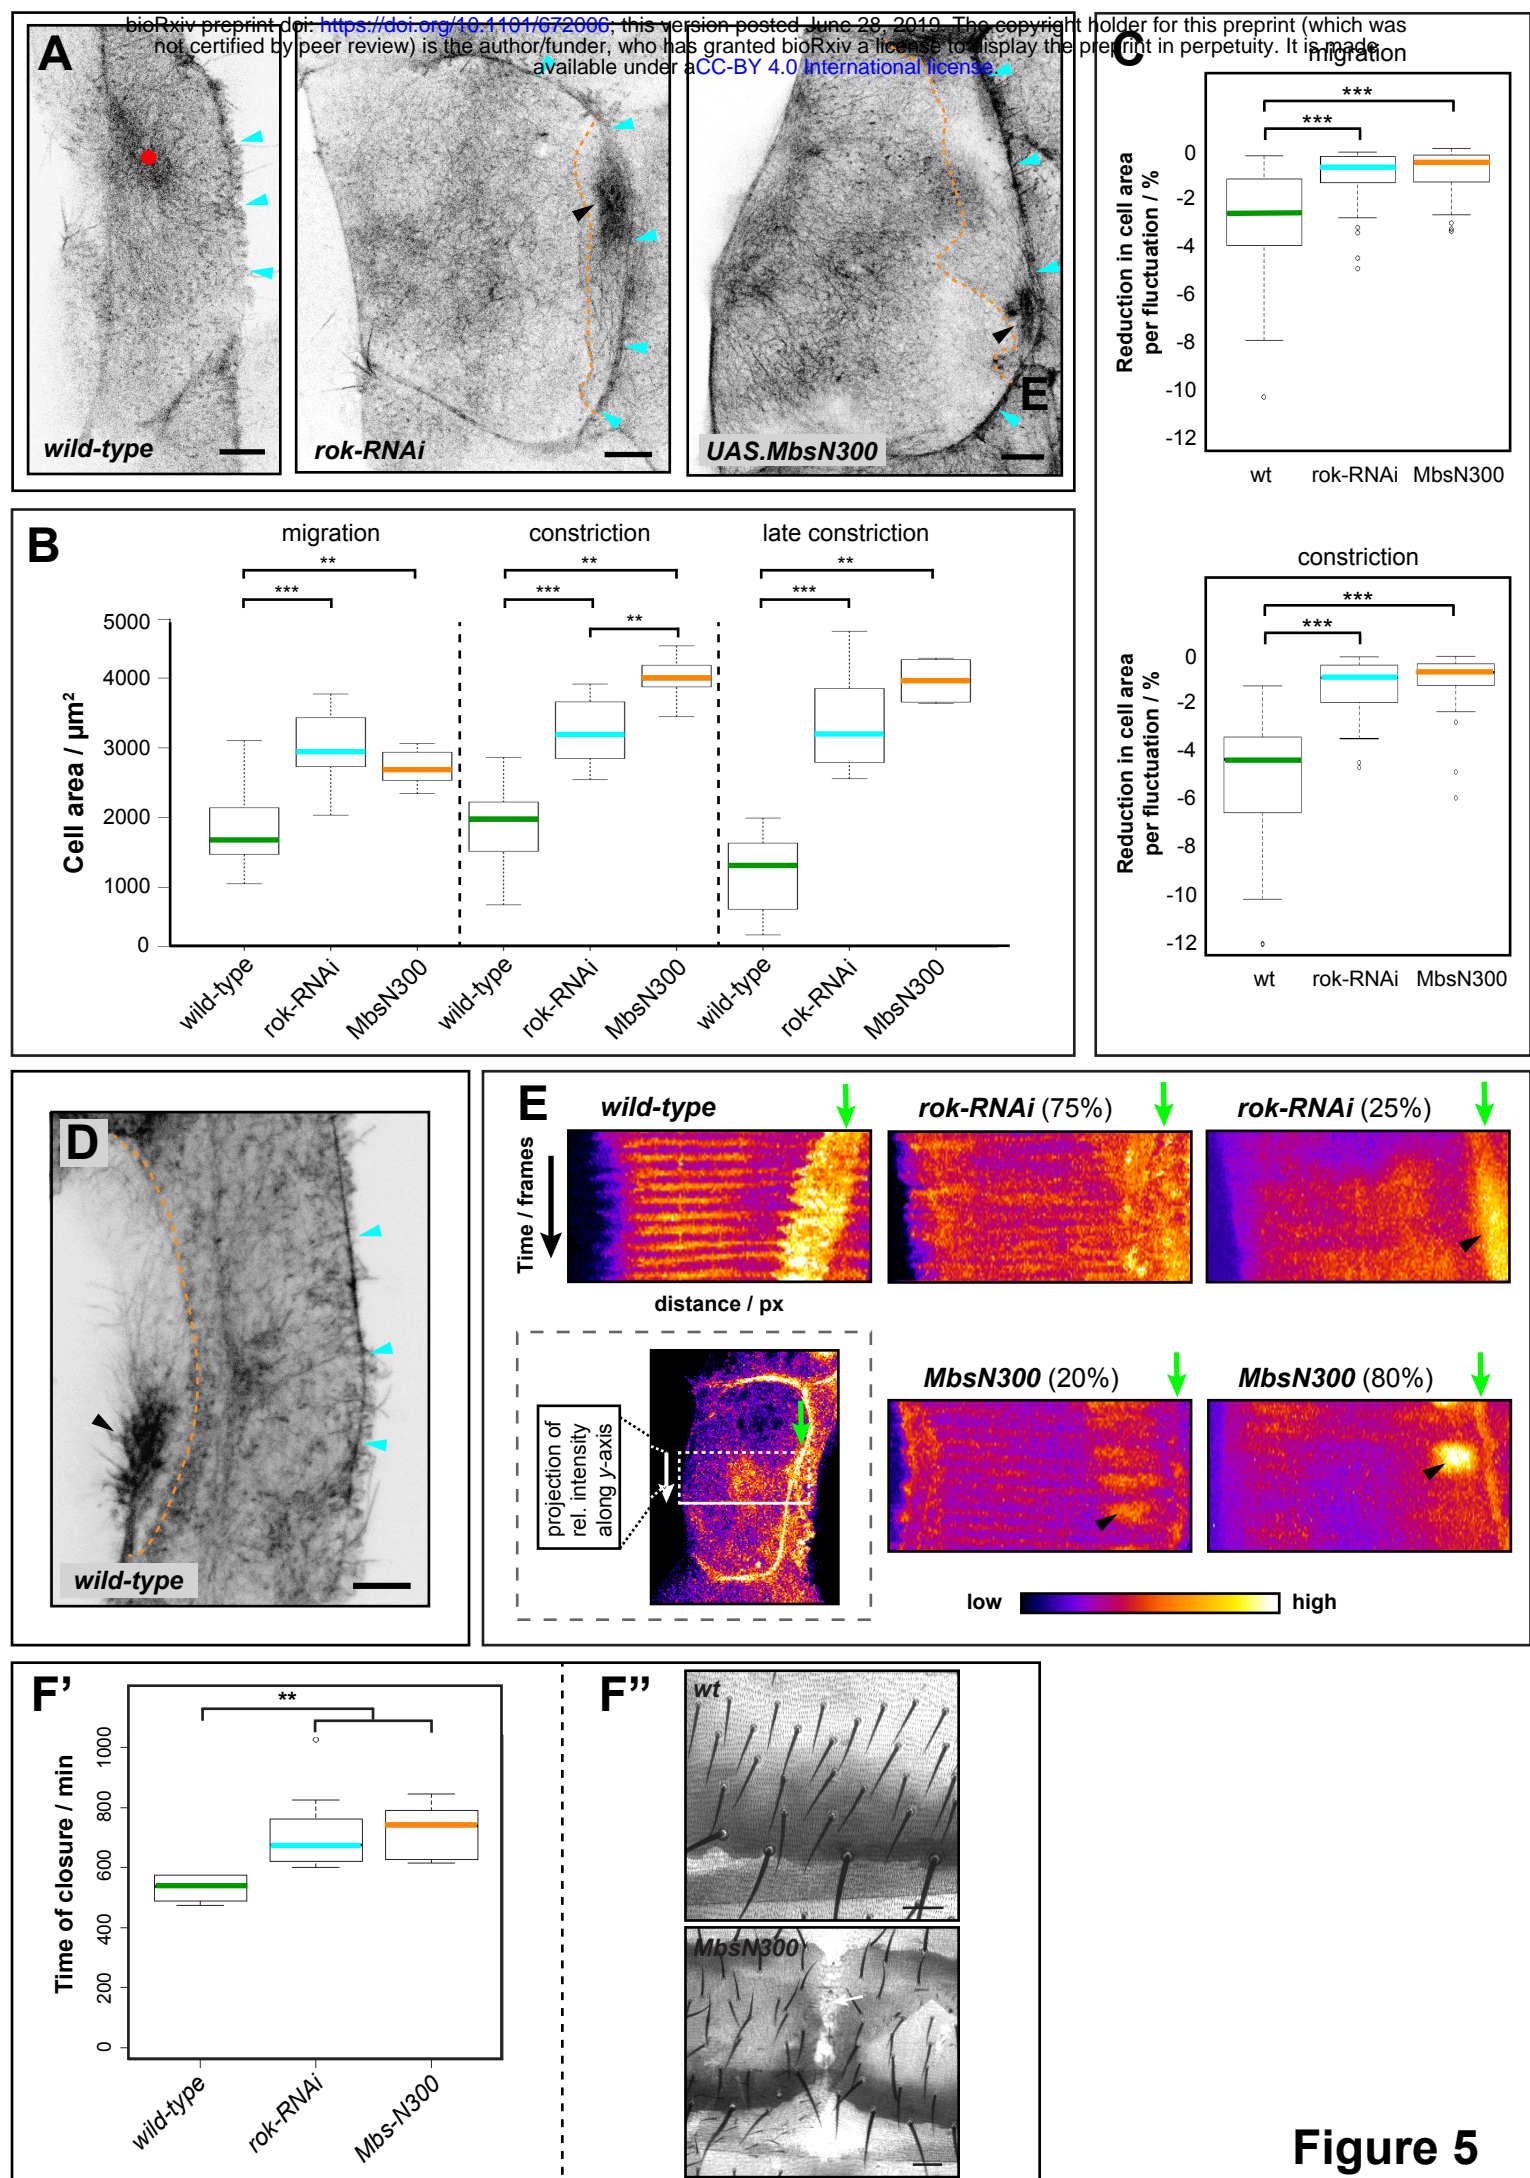 bioRxiv preprint doi: https://doi.org/10.1101/672006; this version posted June 28, 2019. The copyright holder for this preprint (which was
not certified by peer review) is the author/funder, who has granted bioRxiv a license to display the preprint in perpetuity. It is made
available under aCC-BY 4.0 International license.
A
wild-type
rok-RNAi
UAS.MbsN300
E
B
migration
constriction
late constriction
** ** **
*** *** ***
**
Cell area / µm²
5000
4000
3000
2000
1000
0
wild-type
rok-RNAi
MbsN300
wild-type
rok-RNAi
MbsN300
wild-type
rok-RNAi
MbsN300
C
migration
***
***
Reduction in cell area
per fluctuation / %
0
-2
-4
-6
-8
-10
-12
wt rok-RNAi MbsN300
constriction
***
***
Reduction in cell area
per fluctuation / %
0
-2
-4
-6
-8
-10
-12
wt rok-RNAi MbsN300
D
wild-type
E
wild-type
rok-RNAi (75%)
rok-RNAi (25%)
Time / frames
distance / px
projection of
rel. intensity
along y-axis
MbsN300 (20%)
MbsN300 (80%)
low high
F'
**
Time of closure / min
1000
800
600
400
200
0
wild-type
rok-RNAi
Mbs-N300
F''
wt
MbsN300
Figure 5